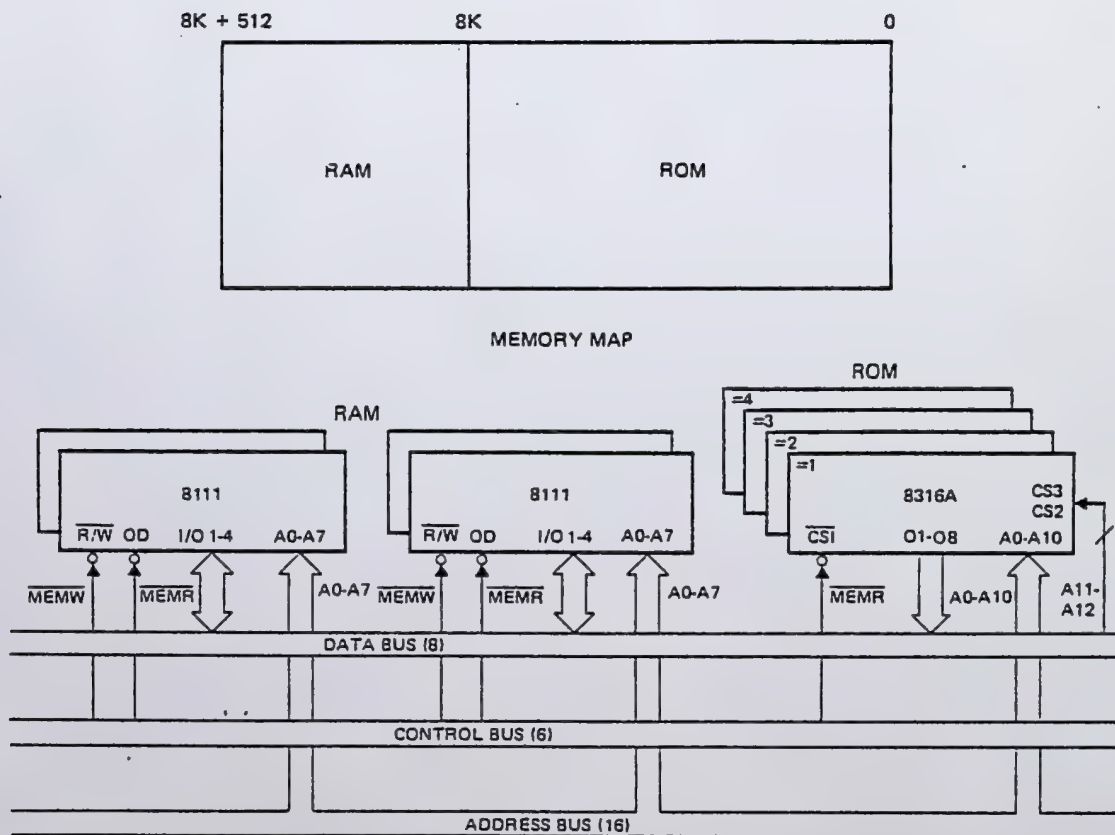 8K + 512 8K 0
RAM ROM
MEMORY MAP
ROM
RAM
=4
=3
=2
=1
8111 8111 8316A CS3
CS2
R/W OD I/O 1-4 A0-A7 R/W OD I/O 1-4 A0-A7 CSI O1-O8 A0-A10
MEMW MEMR A0-A7 MEMW MEMR A0-A7 MEMR A0-A10 A11-
A12
DATA BUS (8)
CONTROL BUS (6)
ADDRESS BUS (16)